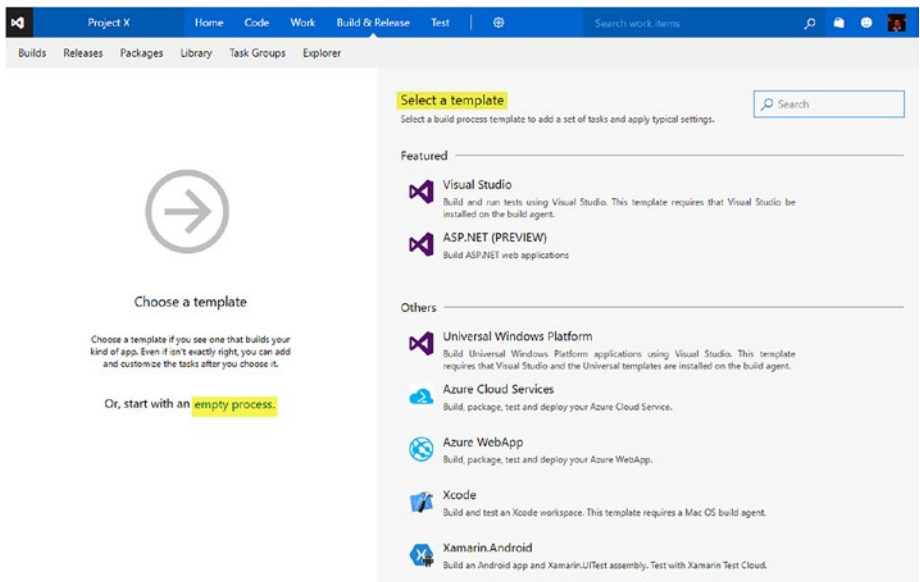 Project X Home Code Work Build & Release Test Search work items
Builds Releases Packages Library Task Groups Explorer
Choose a template
Choose a template if you see one that builds your
kind of app. Even if isn't exactly right, you can add
and customize the tasks after you choose it.
Or, start with an empty process.
Select a template
Search
Select a build process template to add a set of tasks and apply typical settings.
Featured
Visual Studio
Build and run tests using Visual Studio. This template requires that Visual Studio be
installed on the build agent.
ASP.NET (PREVIEW)
Build ASP.NET web applications
Others
Universal Windows Platform
Build Universal Windows Platform applications using Visual Studio. This template
requires that Visual Studio and the Universal templates are installed on the build agent.
Azure Cloud Services
Build, package, test and deploy your Azure Cloud Service.
Azure WebApp
Build, package, test and deploy your Azure WebApp.
Xcode
Build and test an Xcode workspace. This template requires a Mac OS build agent.
Xamarin.Android
Build an Android app and Xamarin.UITest assembly. Test with Xamarin Test Cloud.